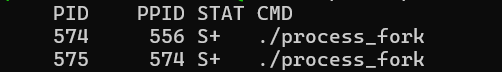 PID PPID STAT CMD
574 556 S+ ./process_fork
575 574 S+ ./process_fork